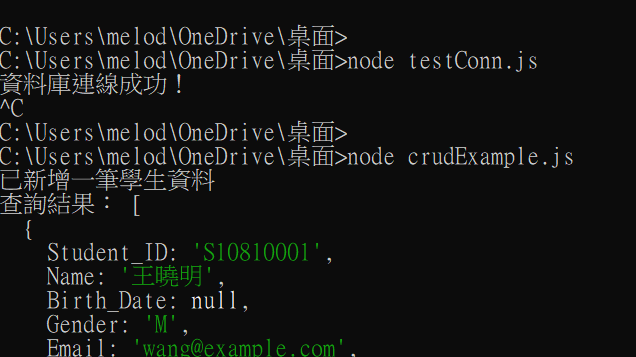 C:\Users\melod\OneDrive\桌面>
C:\Users\melod\OneDrive\桌面>node testConn.js
資料庫連線成功！
^C
C:\Users\melod\OneDrive\桌面>
C:\Users\melod\OneDrive\桌面>node crudExample.js
已新增一筆學生資料
查詢結果： [
  {
    Student_ID: 'S10810001',
    Name: '王曉明',
    Birth_Date: null,
    Gender: 'M',
    Email: 'wang@example.com',